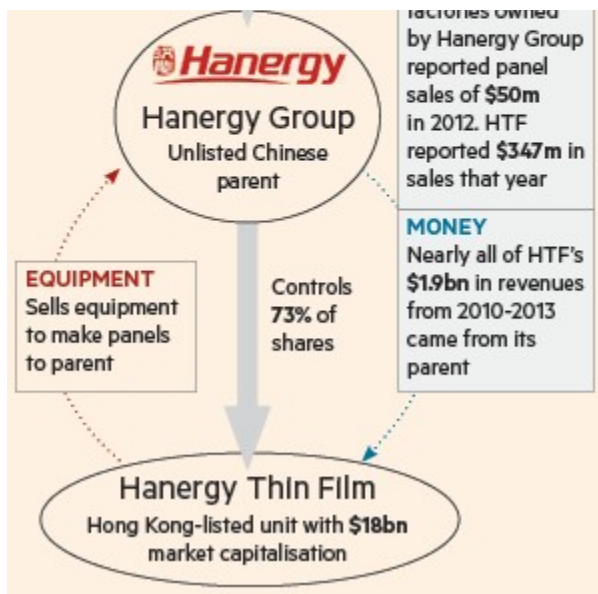 factories owned
by Hanergy Group
reported panel
sales of $50m
in 2012. HTF
reported $347m in
sales that year
Hanergy
Hanergy Group
Unlisted Chinese
parent
MONEY
Nearly all of HTF's
$1.9bn in revenues
from 2010-2013
came from its
parent
EQUIPMENT
Sells equipment
to make panels
to parent
Controls
73% of
shares
Hanergy Thin Film
Hong Kong-listed unit with $18bn
market capitalisation